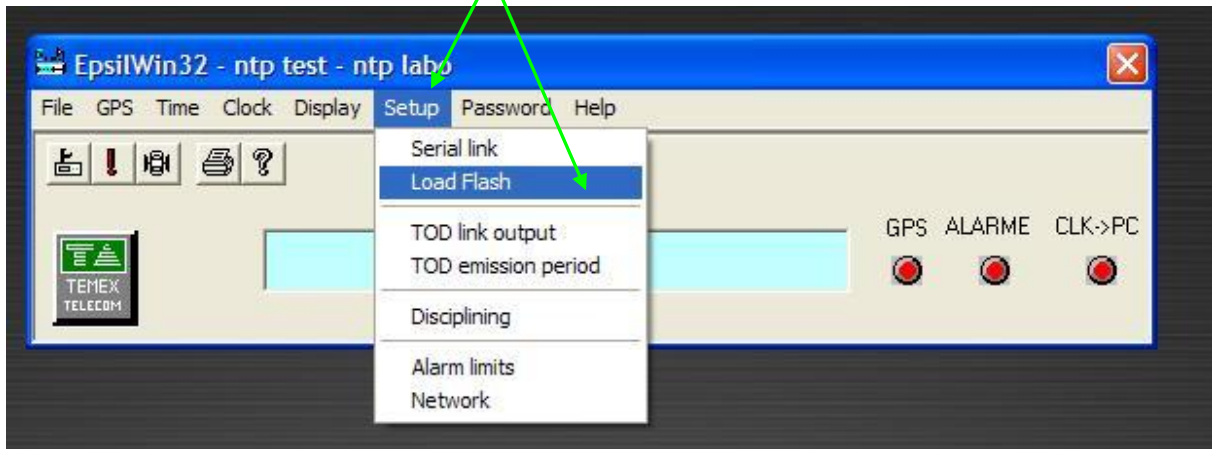 EpsilWin32 - ntp test - ntp labo
File GPS Time Clock Display Setup Password Help
Serial link
Load Flash
TOD link output
TOD emission period
Disciplining
Alarm limits
Network
GPS ALARME CLK->PC
TEMEX
TELECOM